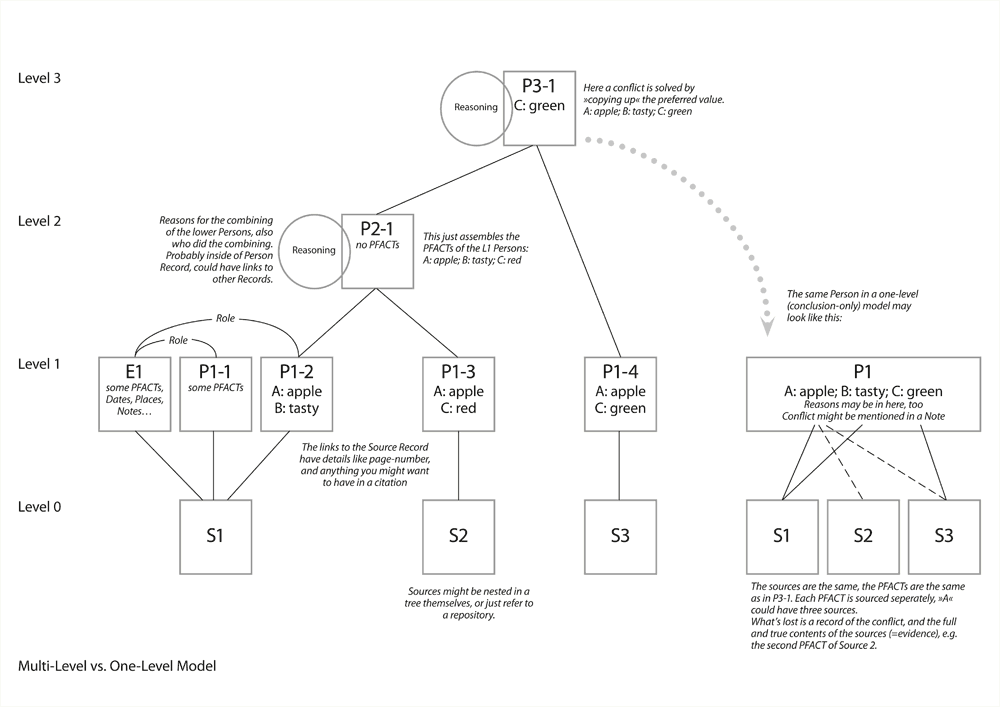 Level 3
Reasoning
P3-1
C: green
Here a conflict is solved by
»copying up« the preferred value.
A: apple; B: tasty; C: green
Level 2
Reasons for the combining
of the lower Persons, also
who did the combining.
Probably inside of Person
Record, could have links to
other Records.
Reasoning
P2-1
no PFACTs
This just assembles the
PFACTs of the L1 Persons:
A: apple; B: tasty; C: red
The same Person in a one-level
(conclusion-only) model may
look like this:
Role
Role
Level 1
E1
some PFACTs,
Dates, Places,
Notes…
P1-1
some PFACTs
P1-2
A: apple
B: tasty
P1-3
A: apple
C: red
P1-4
A: apple
C: green
P1
A: apple; B: tasty; C: green
Reasons may be in here, too
Conflict might be mentioned in a Note
The links to the Source Record
have details like page-number,
and anything you might want
to have in a citation
Level 0
S1
S2
S3
S1
S2
S3
Sources might be nested in a
tree themselves, or just refer to
a repository.
The sources are the same, the PFACTs are the same
as in P3-1. Each PFACT is sourced seperately, »A«
could have three sources.
What's lost is a record of the conflict, and the full
and true contents of the sources (=evidence), e.g.
the second PFACT of Source 2.
Multi-Level vs. One-Level Model